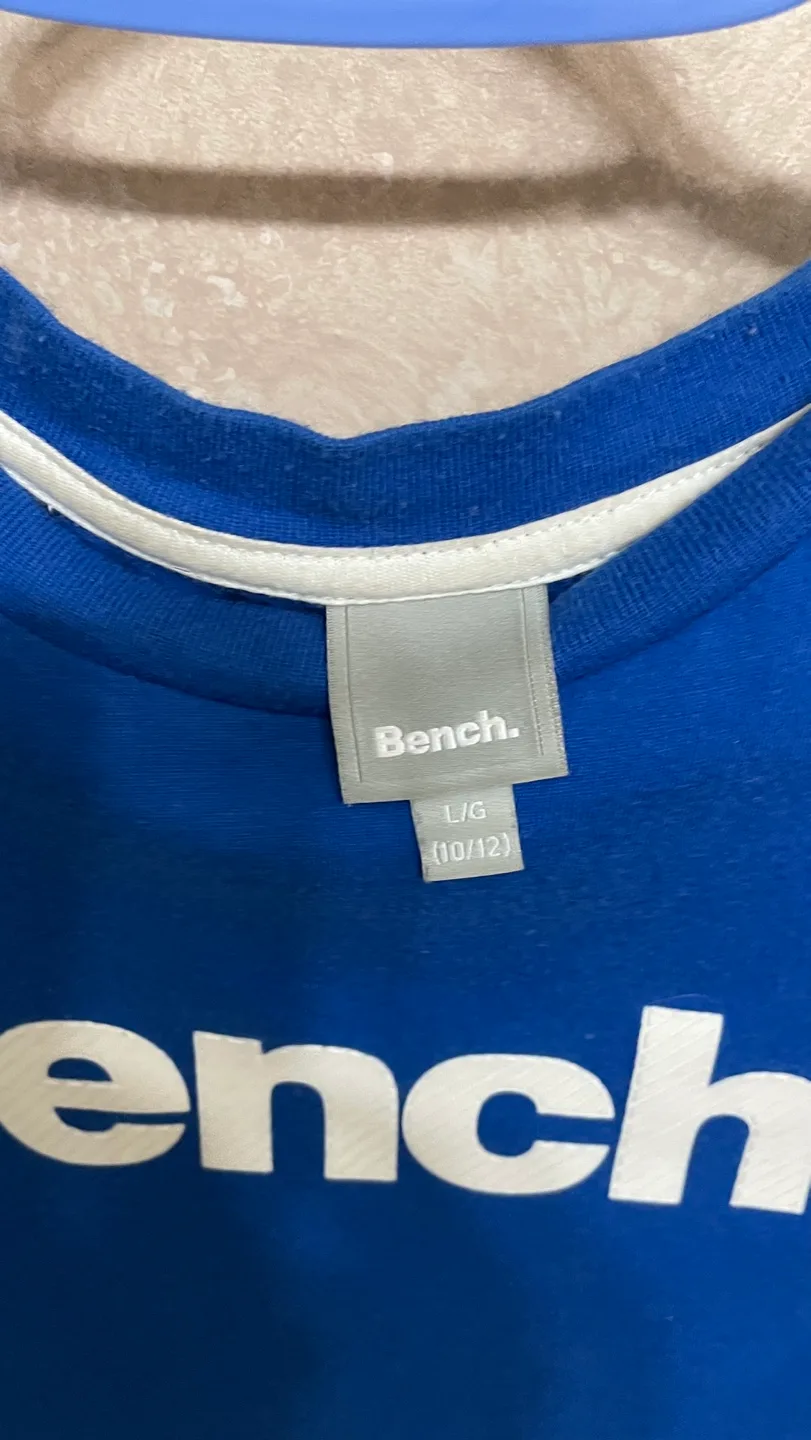 Bench.
L/G
(10/12)
ench